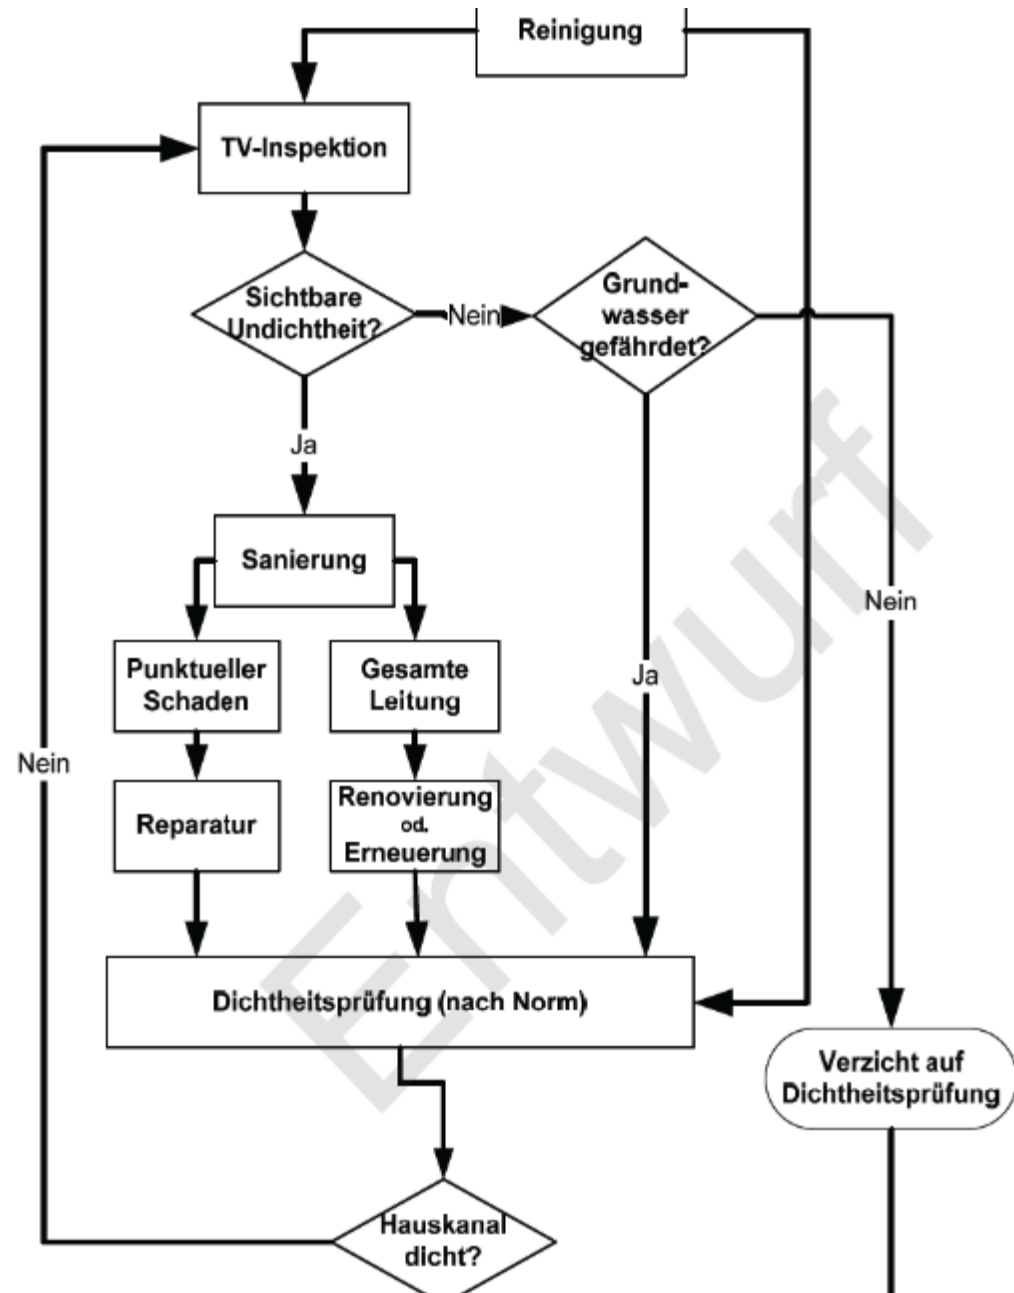 Reinigung
TV-Inspektion
Sichtbare
Undichtheit?
Nein
Grund-
wasser
gefährdet?
Ja
Sanierung
Nein
Punktueller
Schaden
Gesamte
Leitung
Ja
Nein
Reparatur
Renovierung
od.
Erneuerung
Dichtheitsprüfung (nach Norm)
Verzicht auf
Dichtheitsprüfung
Hauskanal
dicht?
Entwurf